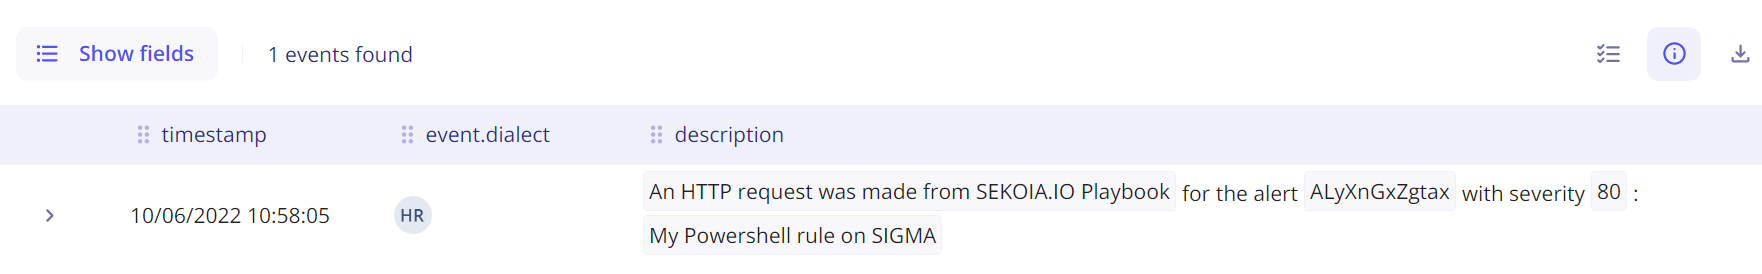 Show fields
1 events found
timestamp event.dialect description
10/06/2022 10:58:05 HR An HTTP request was made from SEKOIA.IO Playbook for the alert ALyXnGxZgtax with severity 80 :
My Powershell rule on SIGMA